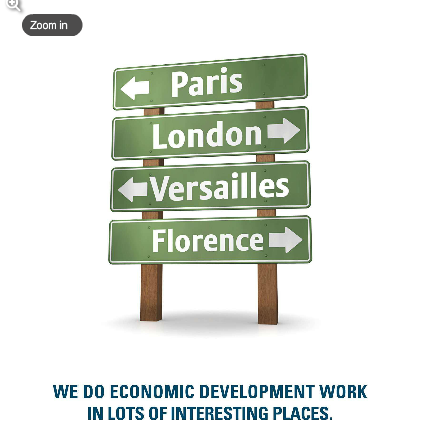 Zoom in
Paris
London
Versailles
Florence
WE DO ECONOMIC DEVELOPMENT WORK
IN LOTS OF INTERESTING PLACES.